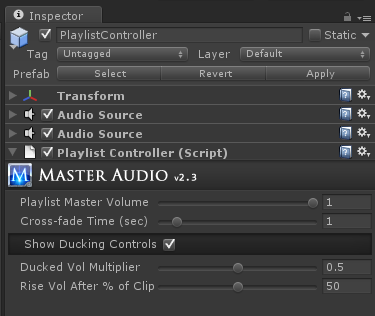 Inspector
PlaylistController Static
Tag Untagged Layer Default
Prefab Select Revert Apply
Transform
Audio Source
Audio Source
Playlist Controller (Script)
MASTER AUDIO v2.3
Playlist Master Volume 1
Cross-fade Time (sec) 1
Show Ducking Controls
Ducked Vol Multiplier 0.5
Rise Vol After % of Clip 50